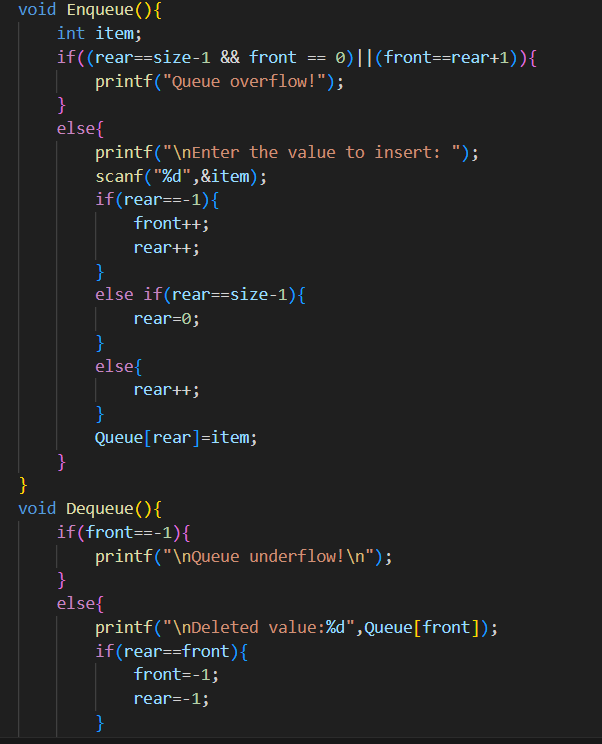 void Enqueue(){
    int item;
    if((rear==size-1 && front == 0)||(front==rear+1)){
        printf("Queue overflow!");
    }
    else{
        printf("\nEnter the value to insert: ");
        scanf("%d",&item);
        if(rear==-1){
            front++;
            rear++;
        }
        else if(rear==size-1){
            rear=0;
        }
        else{
            rear++;
        }
        Queue[rear]=item;
    }
}
void Dequeue(){
    if(front==-1){
        printf("\nQueue underflow!\n");
    }
    else{
        printf("\nDeleted value:%d",Queue[front]);
        if(rear==front){
            front=-1;
            rear=-1;
        }